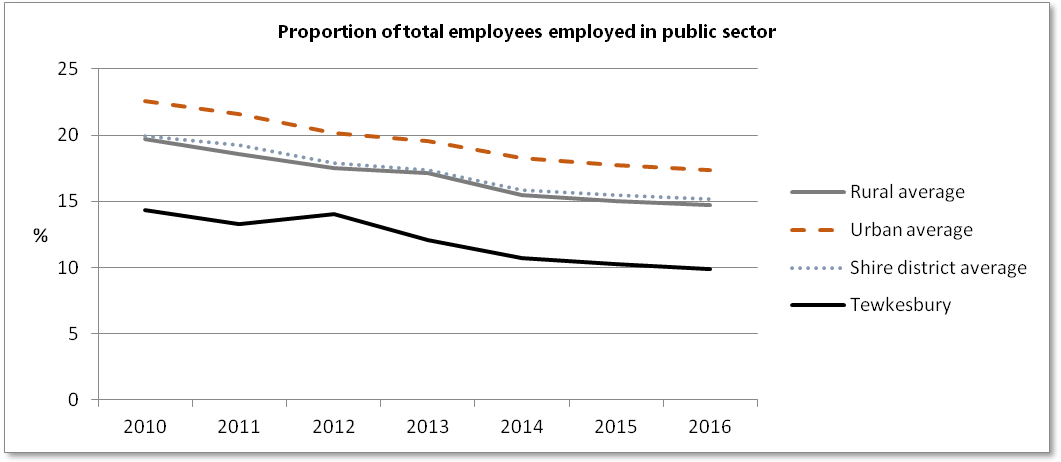 Proportion of total employees employed in public sector
25
20
15
10
5
0
%
2010 2011 2012 2013 2014 2015 2016
Rural average
Urban average
Shire district average
Tewkesbury